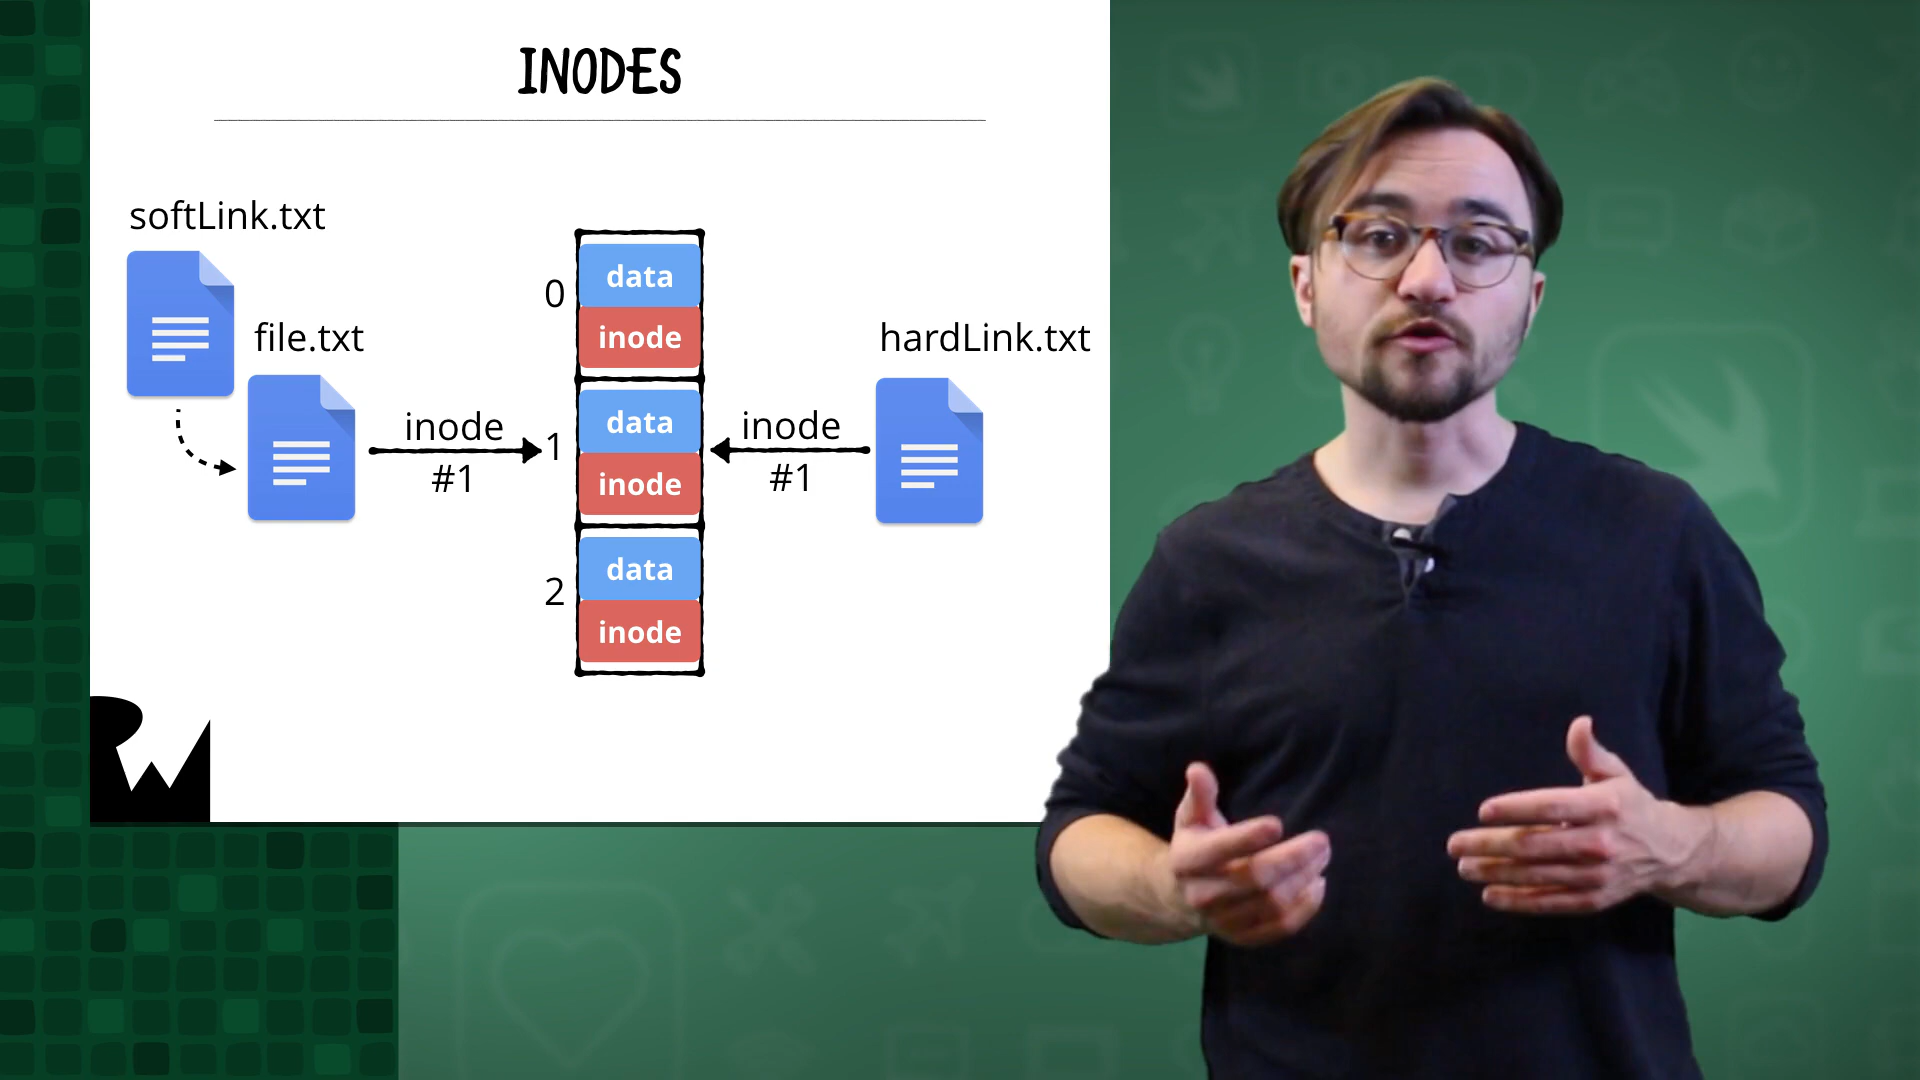 INODES
softLink.txt
file.txt
hardLink.txt
0
data
inode
inode
#1
1
data
inode
inode
#1
2
data
inode